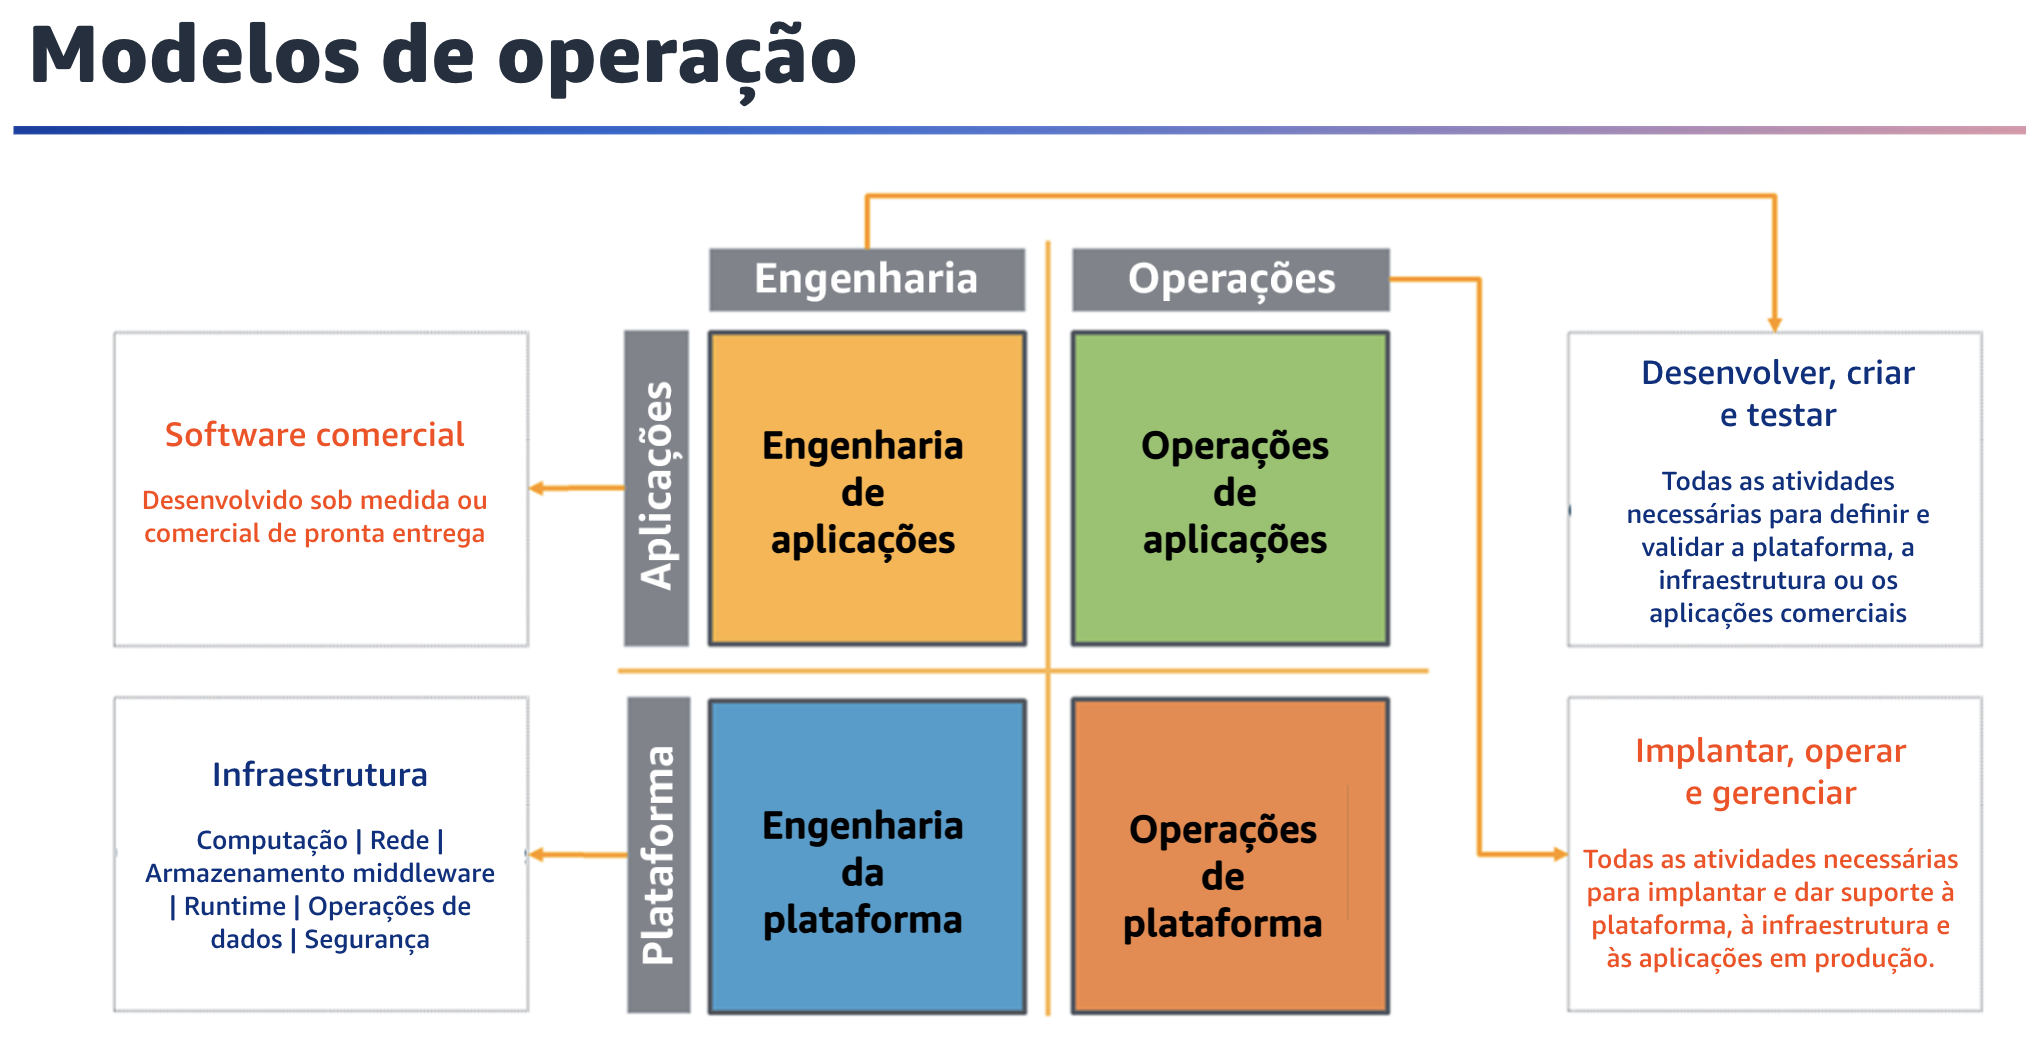 Modelos de operação
Engenharia
Operações
Aplicações
Plataforma
Software comercial
Desenvolvido sob medida ou
comercial de pronta entrega
Engenharia
de
aplicações
Operações
de
aplicações
Desenvolver, criar
e testar
Todas as atividades
necessárias para definir e
validar a plataforma, a
infraestrutura ou os
aplicações comerciais
Infraestrutura
Computação | Rede |
Armazenamento middleware
| Runtime | Operações de
dados | Segurança
Engenharia
da
plataforma
Operações
de
plataforma
Implantar, operar
e gerenciar
Todas as atividades necessárias
para implantar e dar suporte à
plataforma, à infraestrutura e
às aplicações em produção.